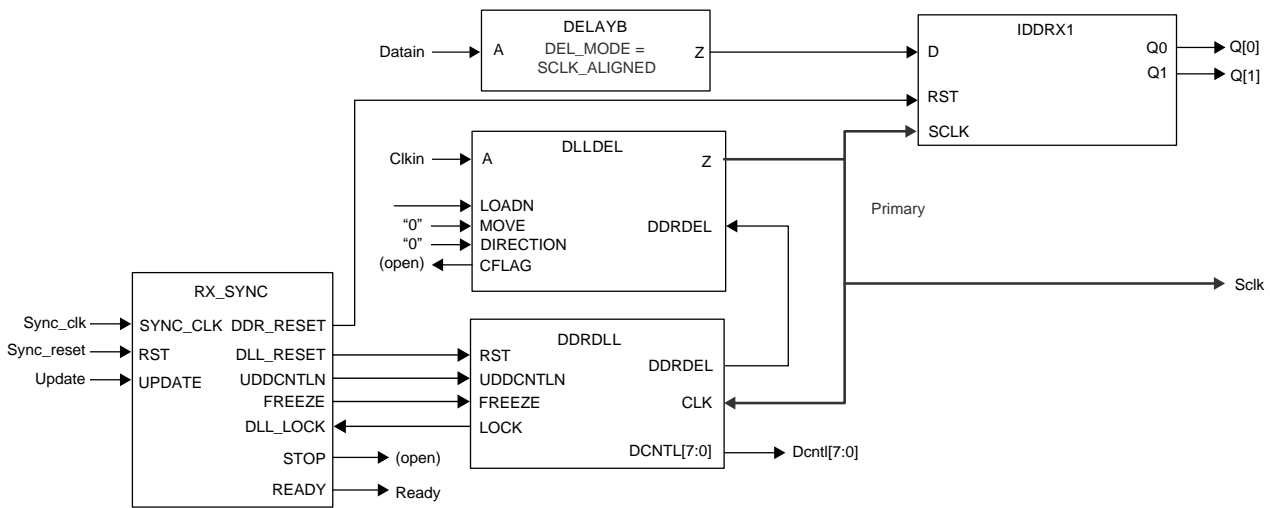 DELAYB
DEL_MODE =
SCLK_ALIGNED
Datain
A
Z
IDDRX1
D
RST
SCLK
Q0
Q1
Q[0]
Q[1]
DLLDEL
Clkin
A
Z
LOADN
“0”
MOVE
DDRDEL
“0”
DIRECTION
(open)
CFLAG
Primary
Sclk
RX_SYNC
Sync_clk
SYNC_CLK
DDR_RESET
Sync_reset
RST
DLL_RESET
Update
UPDATE
UDDCNTLN
FREEZE
DLL_LOCK
STOP
(open)
READY
Ready
DDRDLL
RST
DDRDEL
UDDCNTLN
FREEZE
CLK
LOCK
DCNTL[7:0]
Dcntl[7:0]